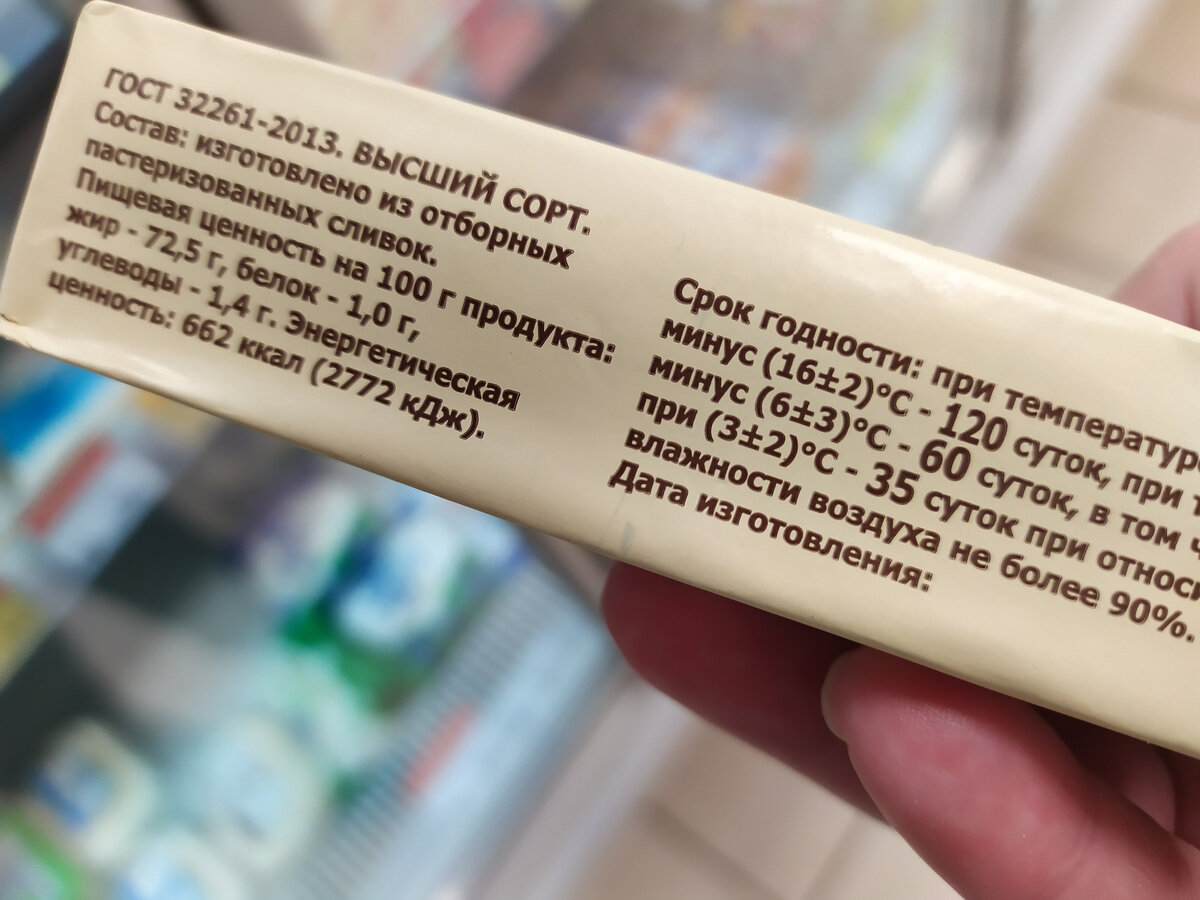 ГОСТ 32261-2013. ВЫСШИЙ СОРТ.
Состав: изготовлено из отборных
пастеризованных сливок.
Пищевая ценность на 100 г продукта:
жир - 72,5 г, белок - 1,0 г,
углеводы - 1,4 г. Энергетическая
ценность: 662 ккал (2772 кДж).
Срок годности: при температур
минус (16±2)°С - 120 суток, при т
минус (6±3)°С - 60 суток, в том ч
при (3±2)°С - 35 суток при относи
влажности воздуха не более 90%.
Дата изготовления: